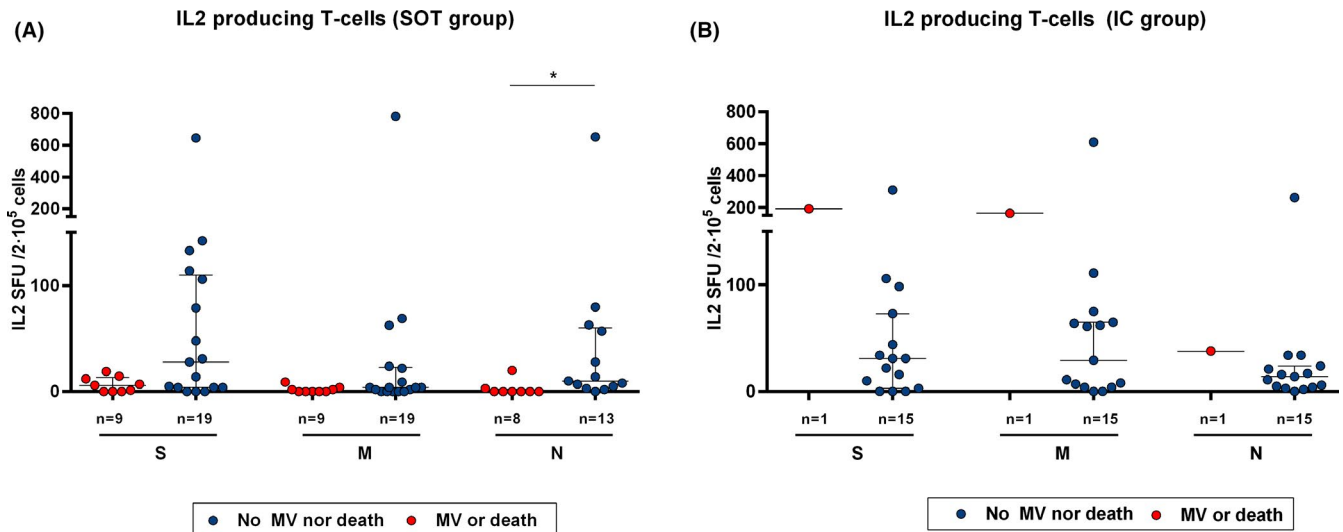 (A)
IL2 producing T-cells (SOT group)
*
IL2 SFU /2·10⁵ cells
800
600
400
200
100
0
n=9 n=19 n=9 n=19 n=8 n=13
S M N
No MV nor death MV or death
(B)
IL2 producing T-cells (IC group)
IL2 SFU /2·10⁵ cells
800
600
400
200
100
0
n=1 n=15 n=1 n=15 n=1 n=15
S M N
No MV nor death MV or death